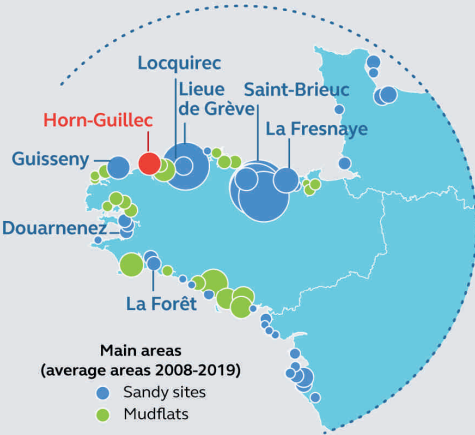 Locquirec
Lieue
de Grève
Saint-Brieuc
Horn-Guillec
La Fresnaye
Guisseny
Douarnenez
La Forêt
Main areas
(average areas 2008-2019)
Sandy sites
Mudflats